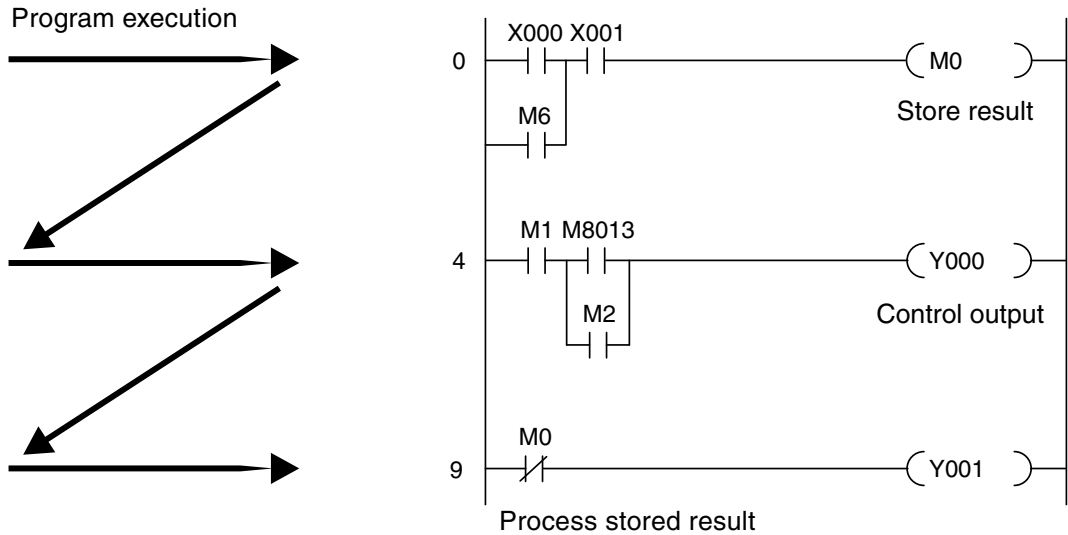 Program execution
X000 X001
0
M0
Store result
M6
M1 M8013
4
Y000
Control output
M2
M0
9
Y001
Process stored result